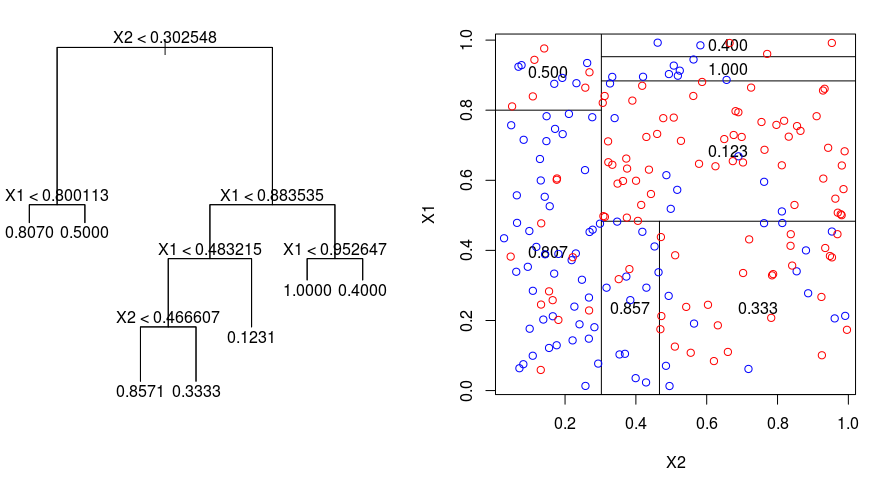 X2 < 0.302548
X1 < 0.800113
X1 < 0.883535
0.8070 0.5000
X1 < 0.483215
X1 < 0.952647
1.0000 0.4000
X2 < 0.466607
0.1231
0.8571 0.3333
X1
0.0 0.2 0.4 0.6 0.8 1.0
0.400
1.000
0.500
0.123
0.807
0.857
0.333
0.2 0.4 0.6 0.8 1.0
X2